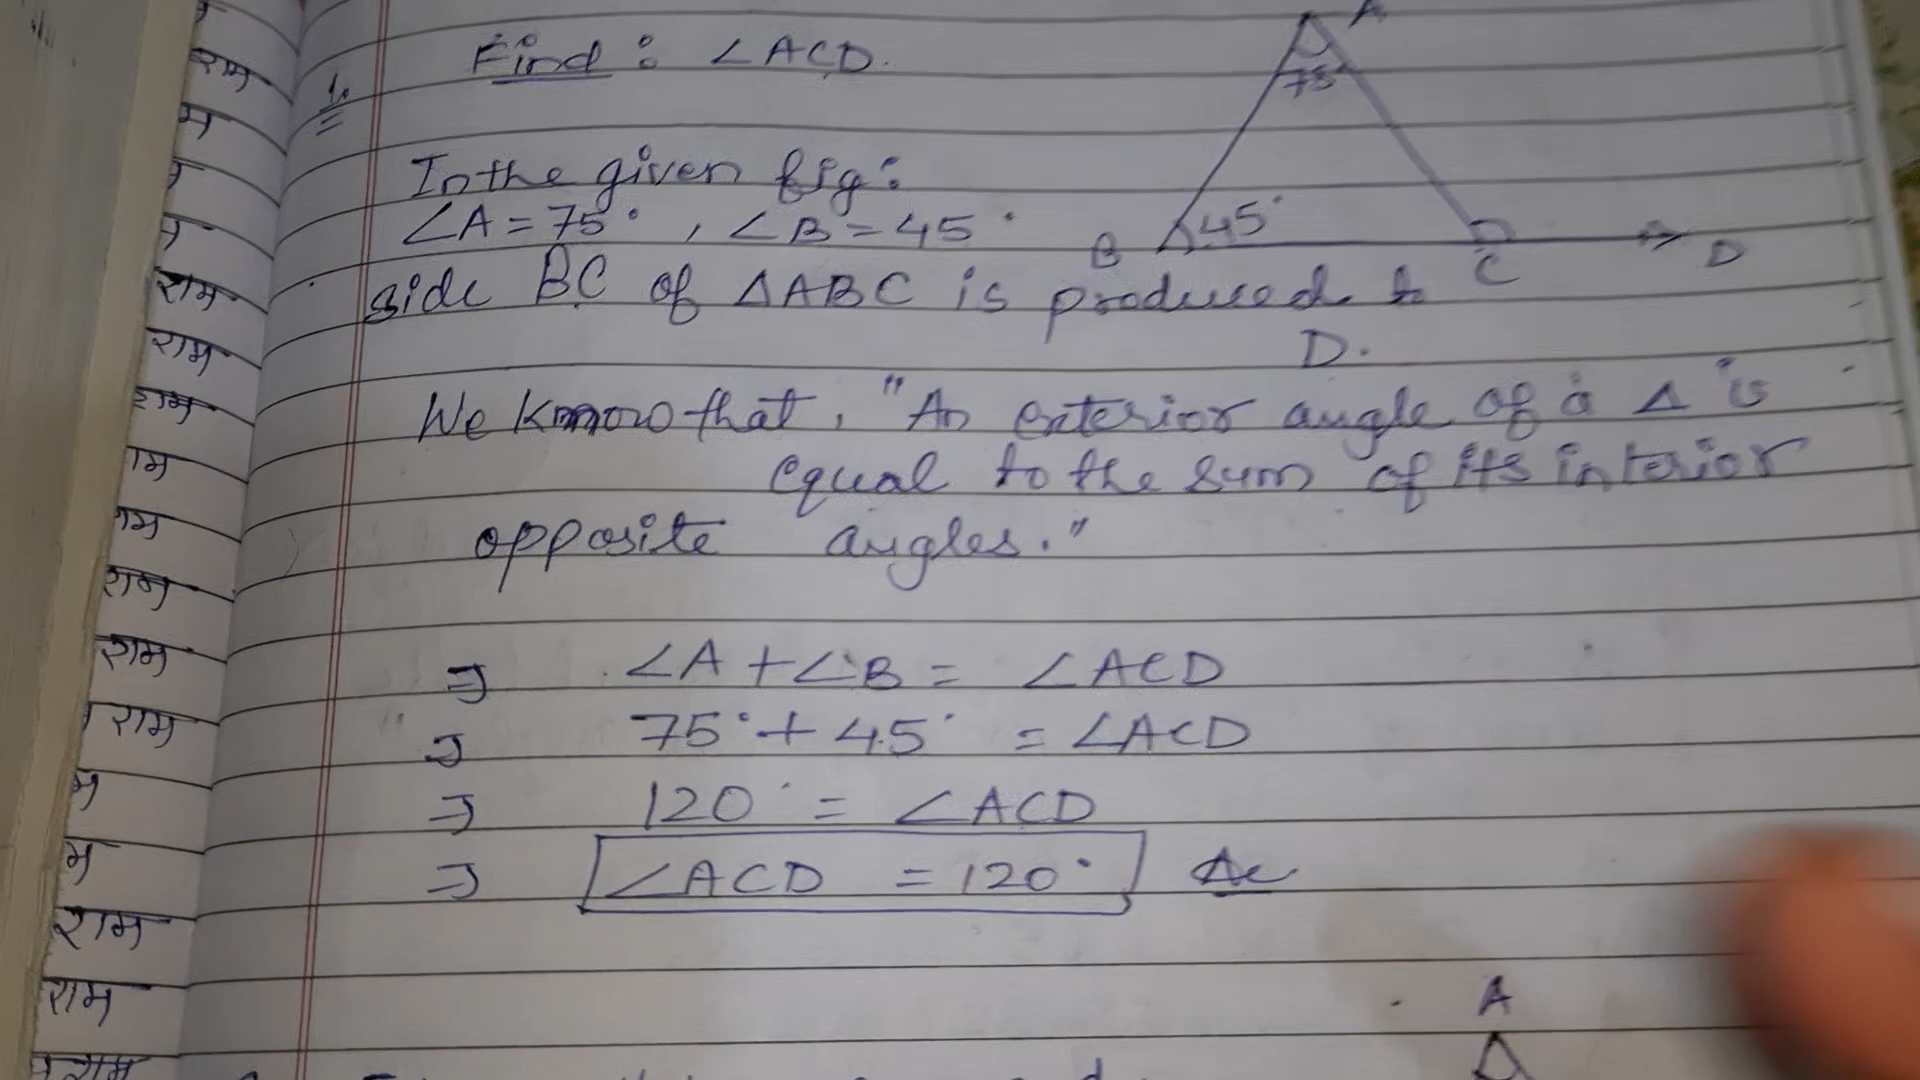 Find : ∠ACD.
1.
A
75°
In the given fig:
∠A = 75° , ∠B = 45°
B 45° C D
side BC of ΔABC is produced to
D.
We know that, "An exterior angle of a Δ is
equal to the sum of its interior
opposite angles."
⇒ ∠A + ∠B = ∠ACD
⇒ 75° + 45° = ∠ACD
⇒ 120° = ∠ACD
⇒ ∠ACD = 120°
A
राम
म
राम
राम
राम
राम
राम
राम
राम
राम
राम